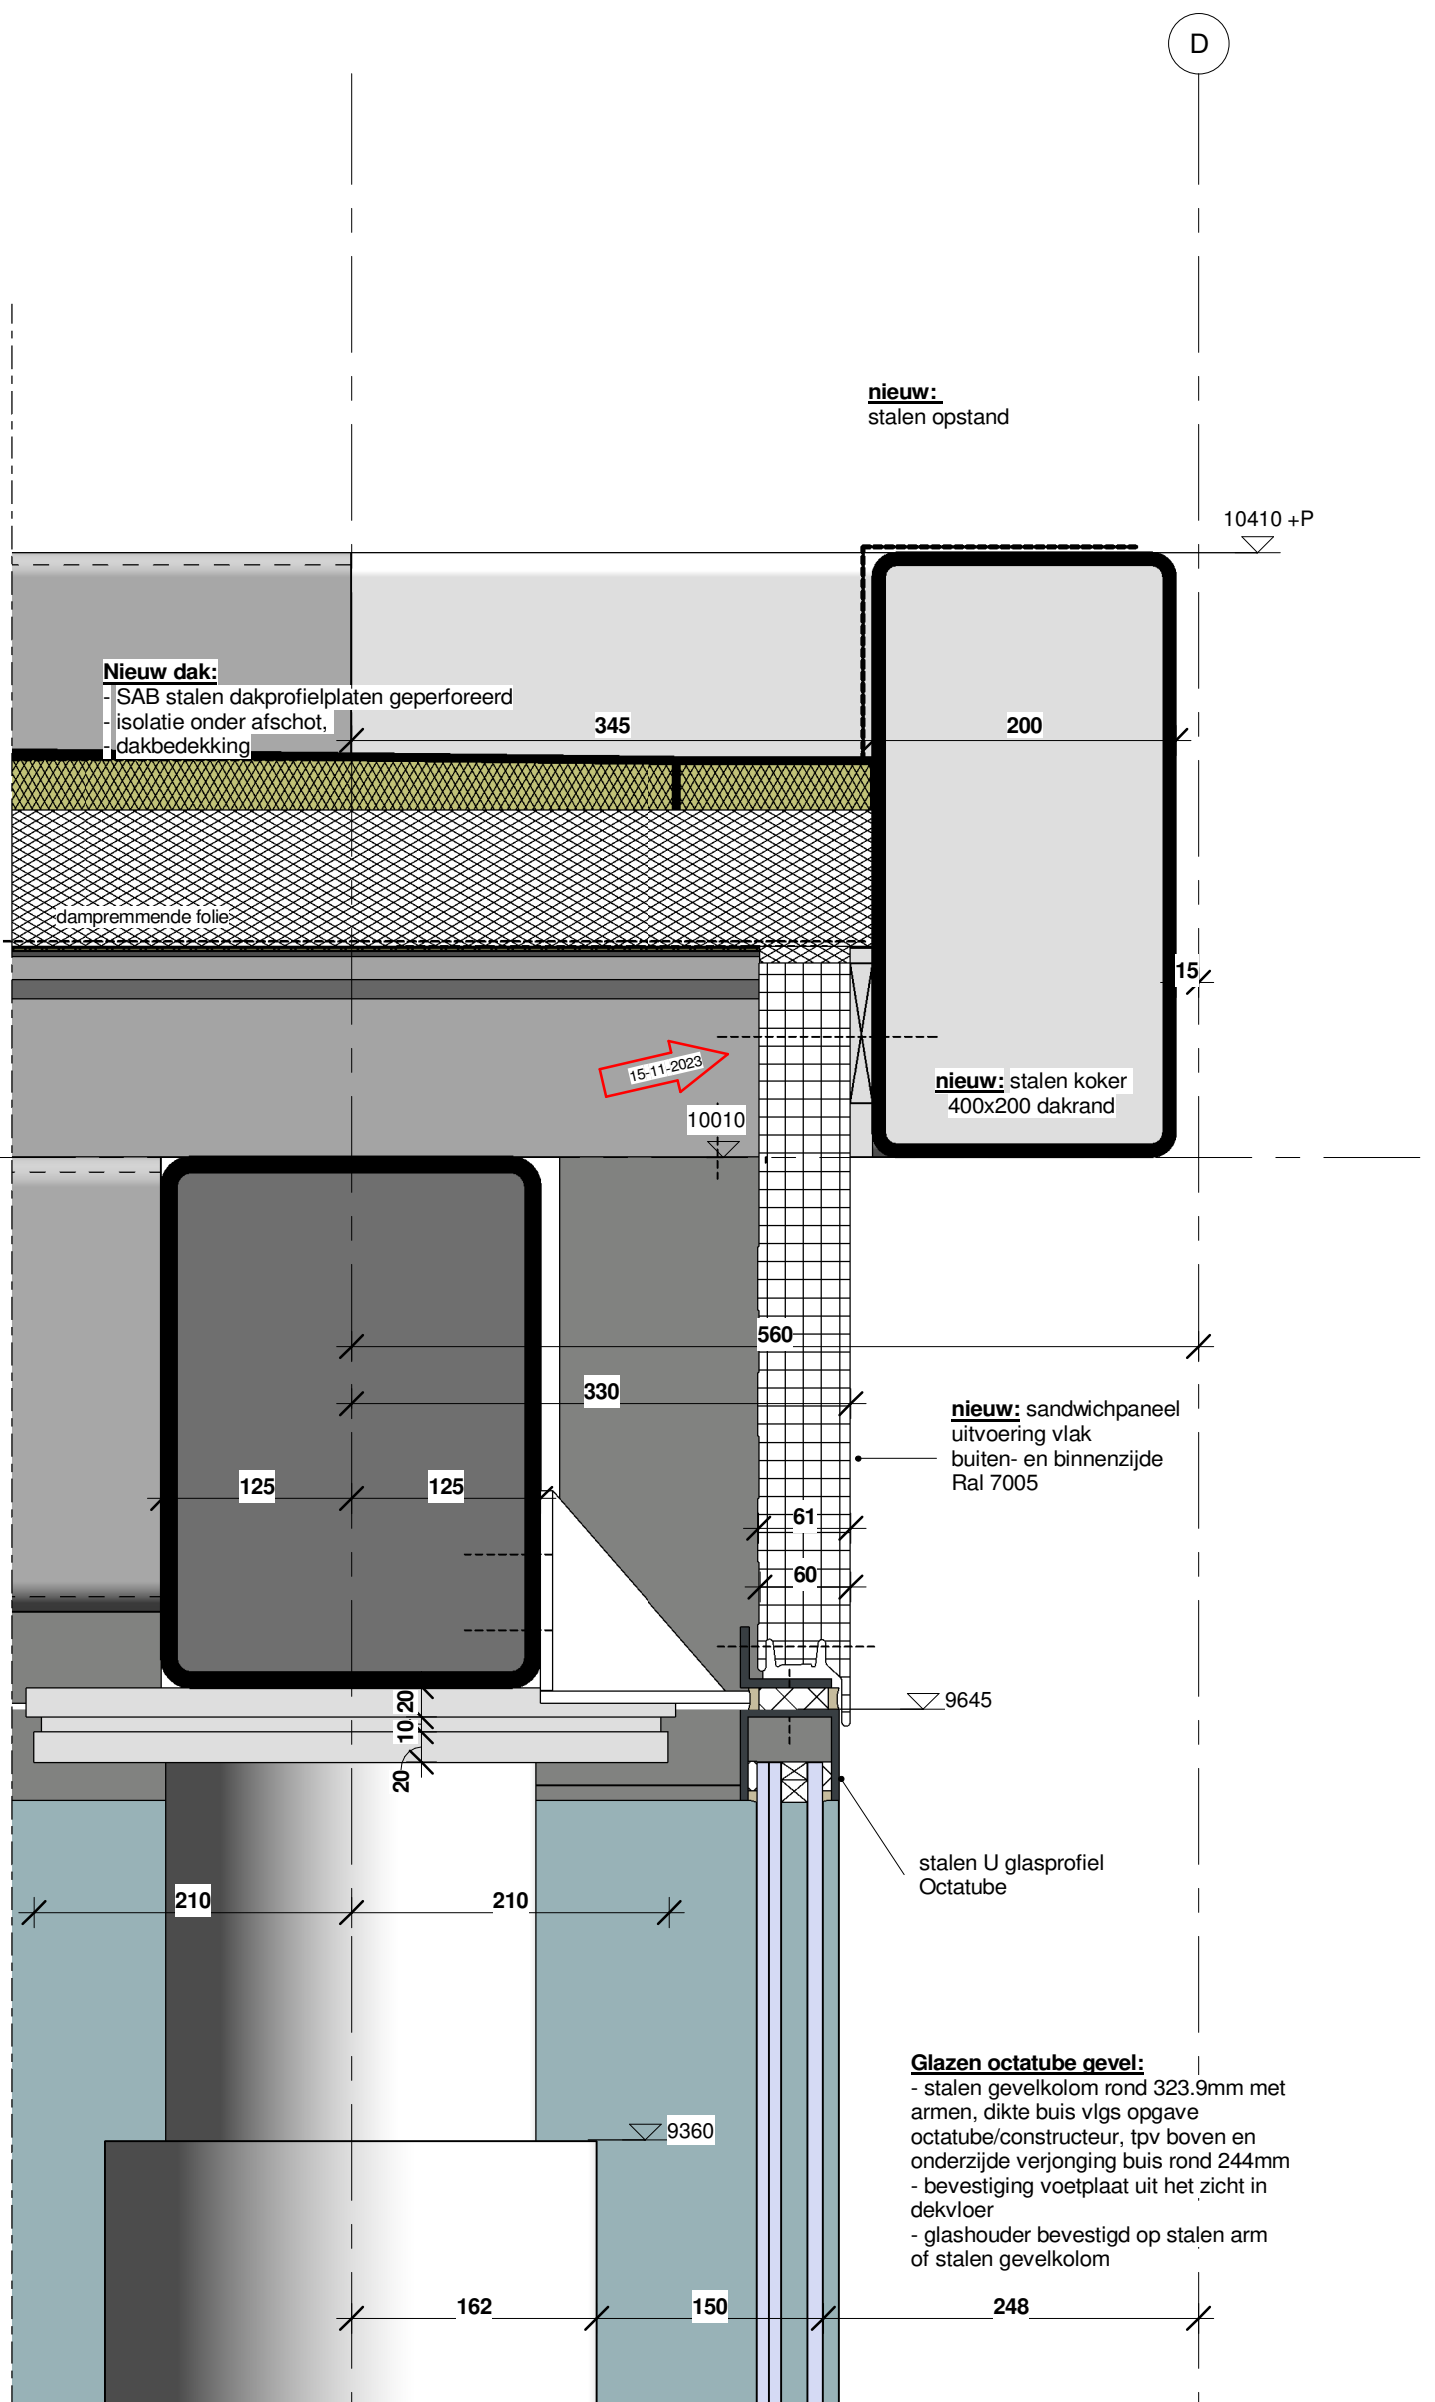 D
nieuw:
stalen opstand
10410 +P
Nieuw dak:
- SAB stalen dakprofielplaten geperforeerd
- isolatie onder afschot,
- dakbedekking
345
200
dampremmende folie
15
15-11-2023
nieuw: stalen koker
400x200 dakrand
10010
560
330
nieuw: sandwichpaneel
uitvoering vlak
buiten- en binnenzijde
Ral 7005
125
125
61
60
20
10
20
9645
stalen U glasprofiel
Octatube
210
210
Glazen octatube gevel:
- stalen gevelkolom rond 323.9mm met
armen, dikte buis vlgs opgave
octatube/constructeur, tpv boven en
onderzijde verjonging buis rond 244mm
- bevestiging voetplaat uit het zicht in
dekvloer
- glashouder bevestigd op stalen arm
of stalen gevelkolom
9360
162
150
248